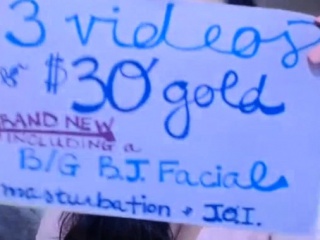 3 videos
$30 gold
BRAND NEW
INCLUDING a
B/G B.J. Facial
masturbation + JOI.